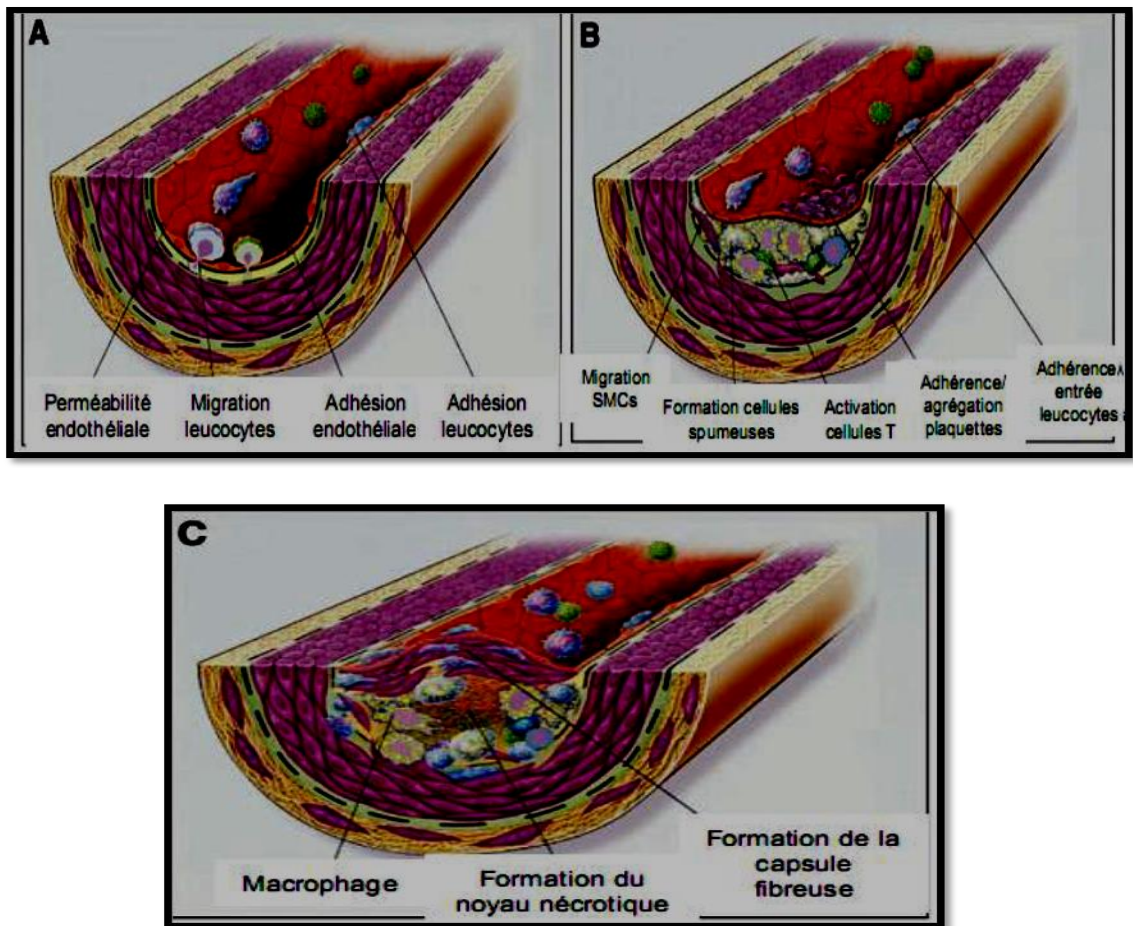 A
Perméabilité
endothéliale
Migration
leucocytes
Adhésion
endothéliale
Adhésion
leucocytes
B
Migration
SMCs
Formation cellules
spumeuses
Activation
cellules T
Adhérence/
agrégation
plaquettes
Adhérence
entrée
leucocytes
C
Macrophage
Formation du
noyau nécrotique
Formation de la
capsule
fibreuse